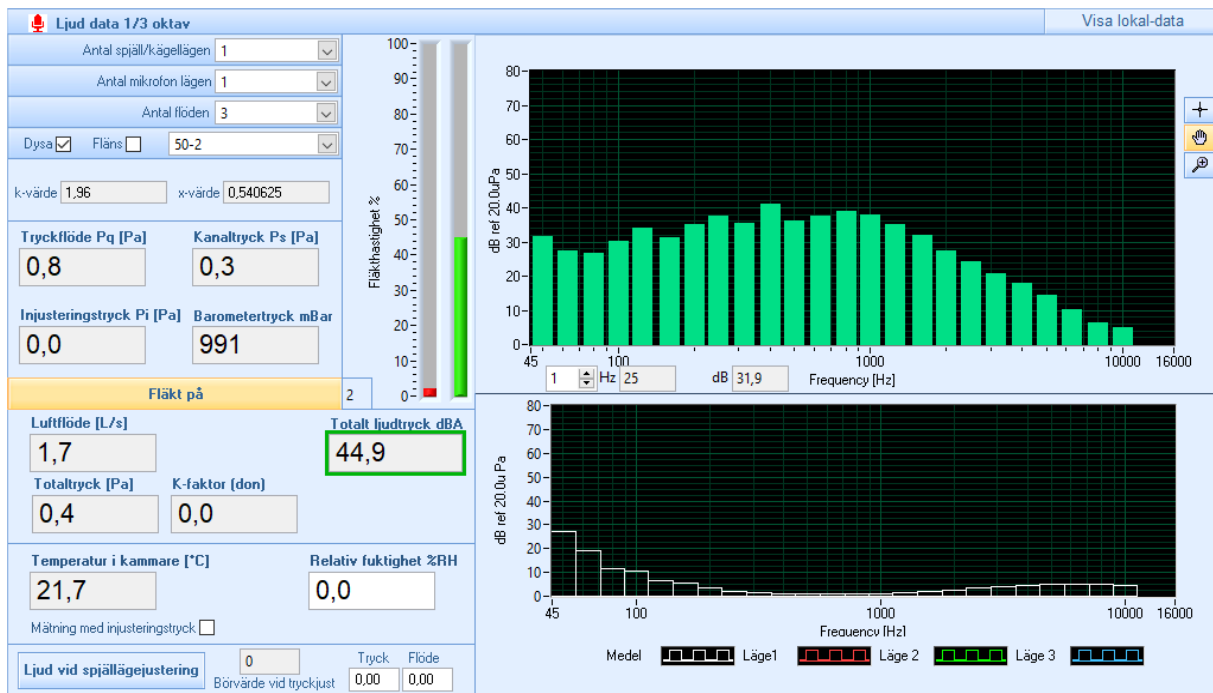 Ljud data 1/3 oktav
Visa lokal-data
Antal spjäll/kägellägen 1
Antal mikrofon lägen 1
Antal flöden 3
Dysa Fläns 50-2
k-värde 1,96 x-värde 0,540625
Tryckflöde Pq [Pa] Kanaltryck Ps [Pa]
0,8 0,3
Injusteringstryck Pi [Pa] Barometertryck mBar
0,0 991
Fläkt på 2
Luftflöde [L/s] Totalt ljudtryck dBA
1,7 44,9
Totaltryck [Pa] K-faktor (don)
0,4 0,0
Temperatur i kammare [°C] Relativ fuktighet %RH
21,7 0,0
Mätning med injusteringstryck
Ljud vid spjällägejustering 0 Tryck Flöde
Börvärde vid tryckjust 0,00 0,00
Fläkthastighet %
100
90
80
70
60
50
40
30
20
10
0
dB ref 20.0uPa
80
70
60
50
40
30
20
10
0
45 100 1000 10000 16000
1 Hz 25 dB 31,9 Frequency [Hz]
dB ref 20.0u Pa
80
70
60
50
40
30
20
10
0
45 100 1000 10000 16000
Frequency [Hz]
Medel Läge1 Läge 2 Läge 3